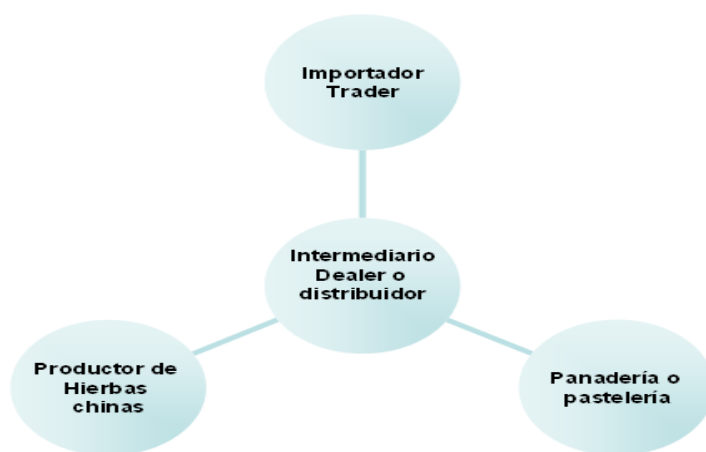 Importador
Trader
Intermediario
Dealer o
distribuidor
Productor de
Hierbas
chinas
Panadería o
pastelería